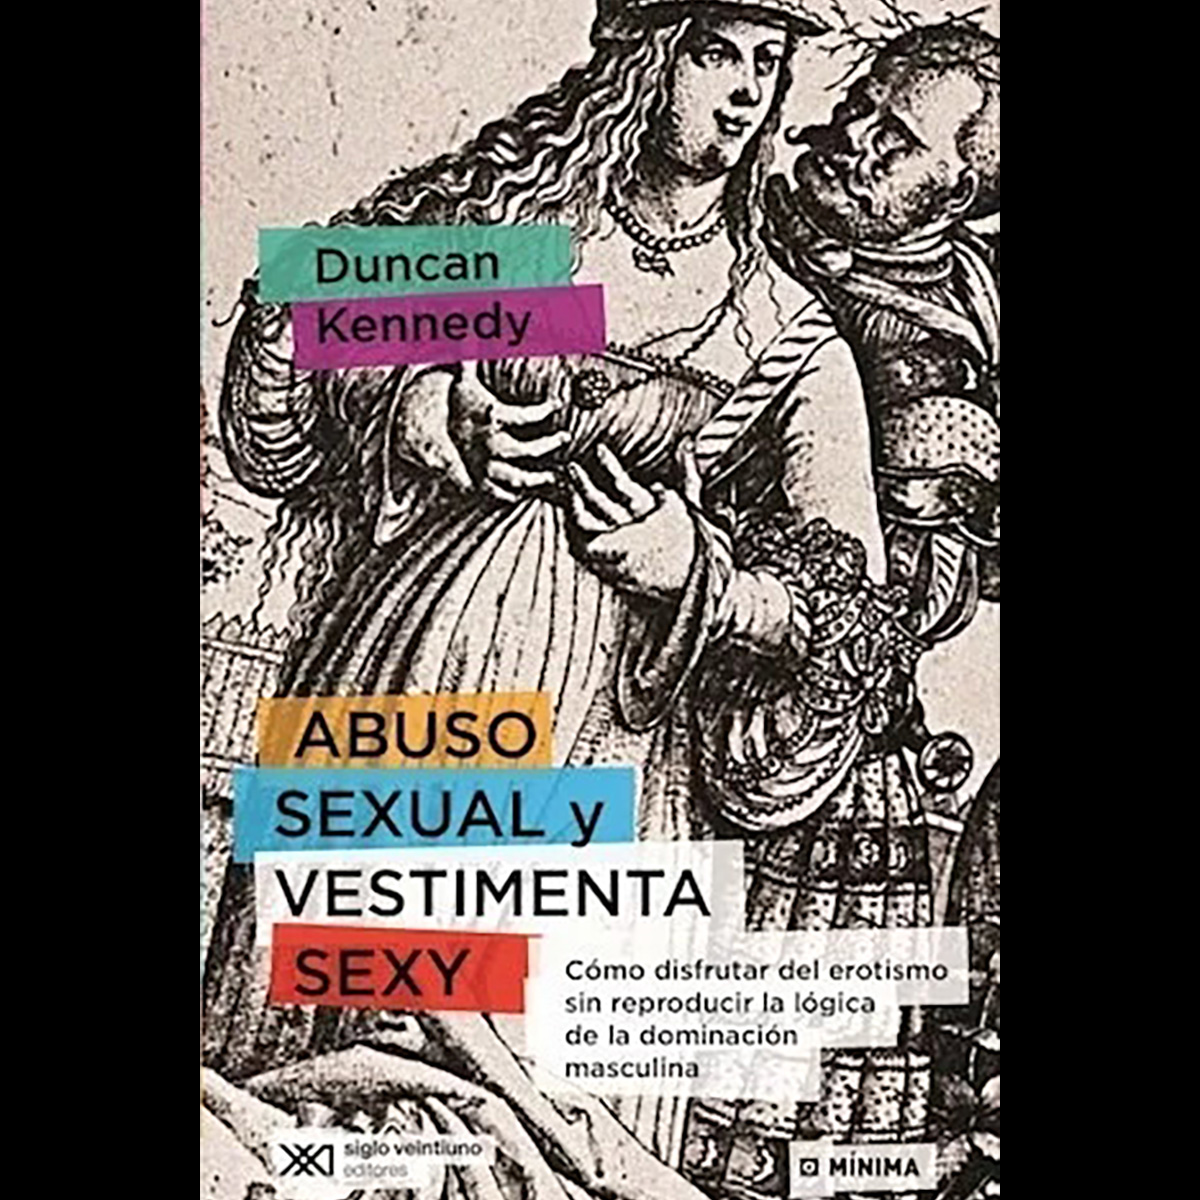 Duncan
Kennedy
ABUSO
SEXUAL y
VESTIMENTA
SEXY
Cómo disfrutar del erotismo
sin reproducir la lógica
de la dominación
masculina
siglo veintiuno
editores
MÍNIMA